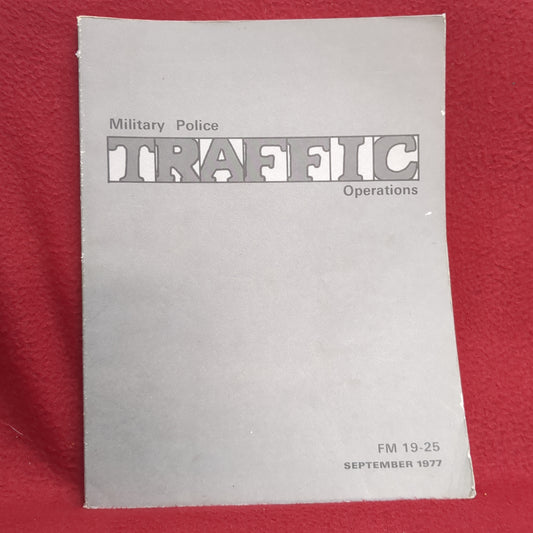 Military Police
TRAFFIC
Operations
FM 19-25
SEPTEMBER 1977